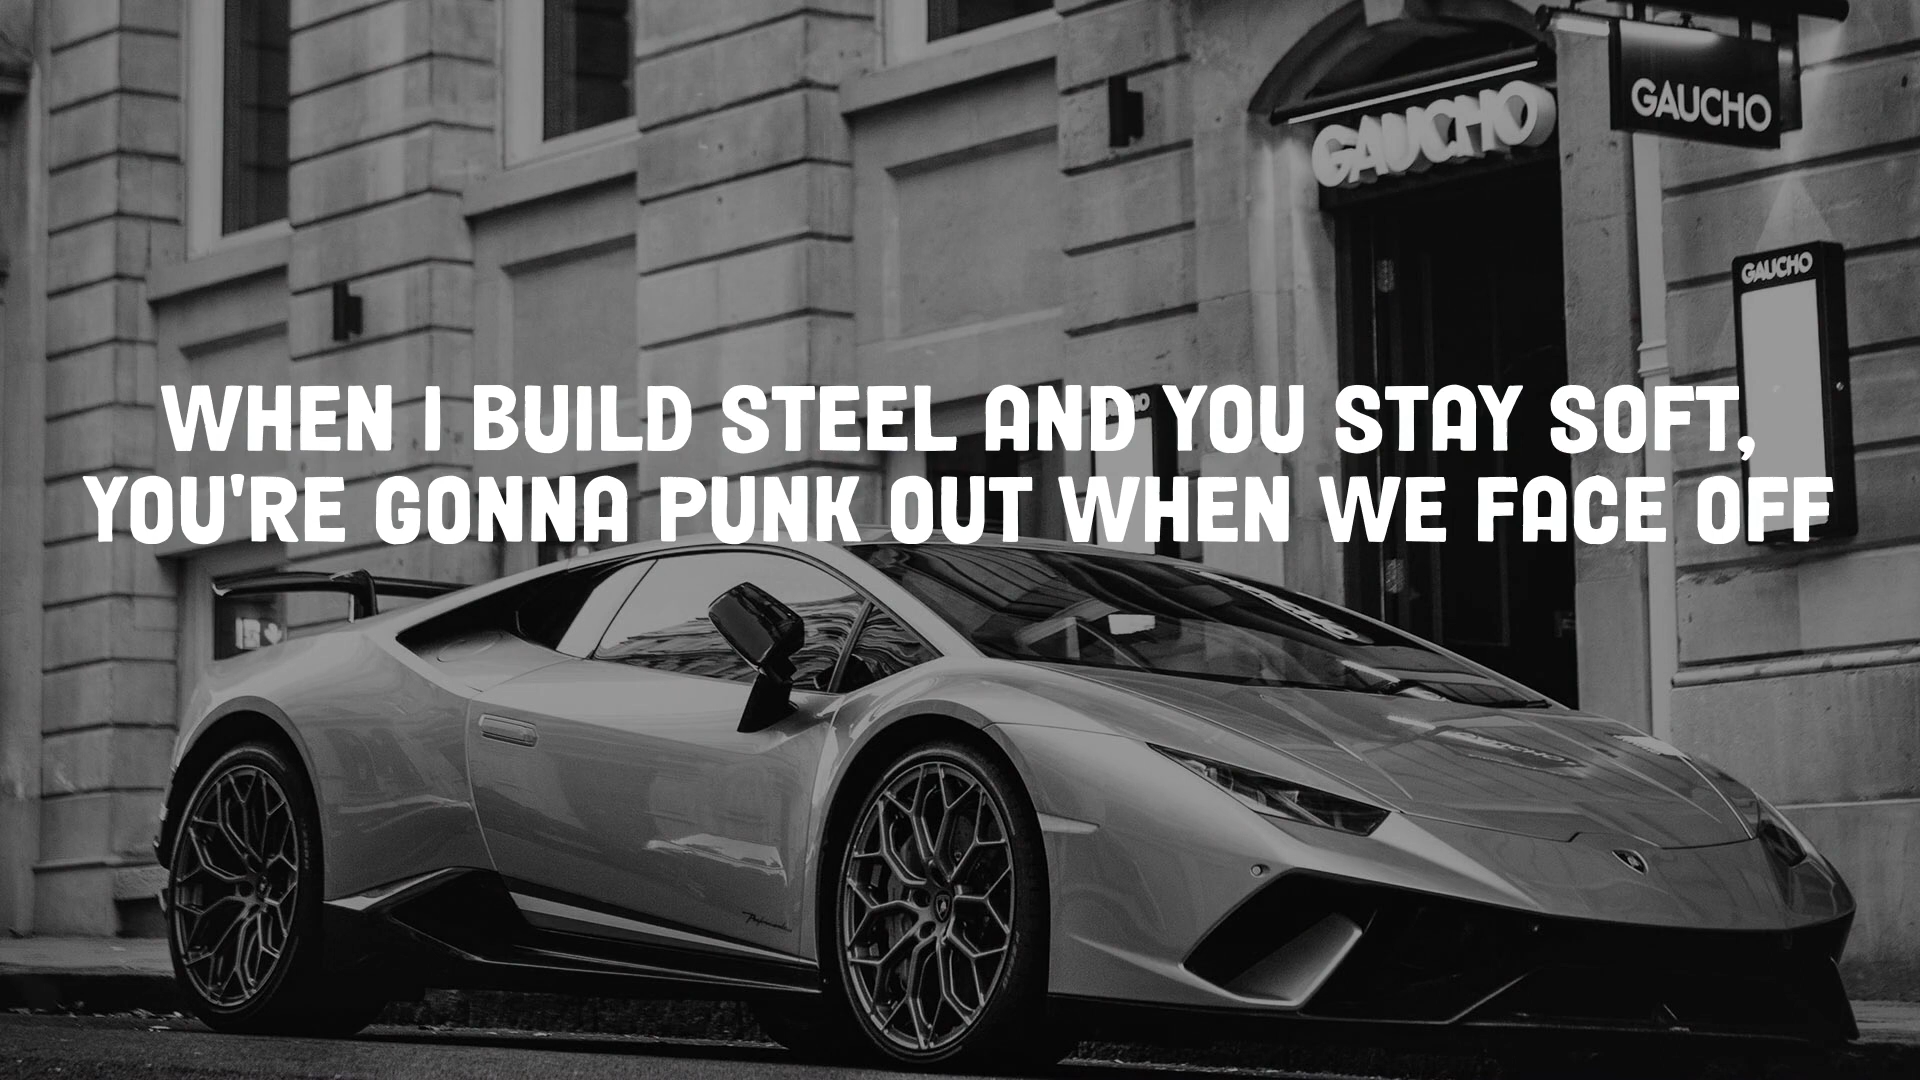 GAUCHO
GAUCHO
GAUCHO
WHEN I BUILD STEEL AND YOU STAY SOFT,
YOU'RE GONNA PUNK OUT WHEN WE FACE OFF